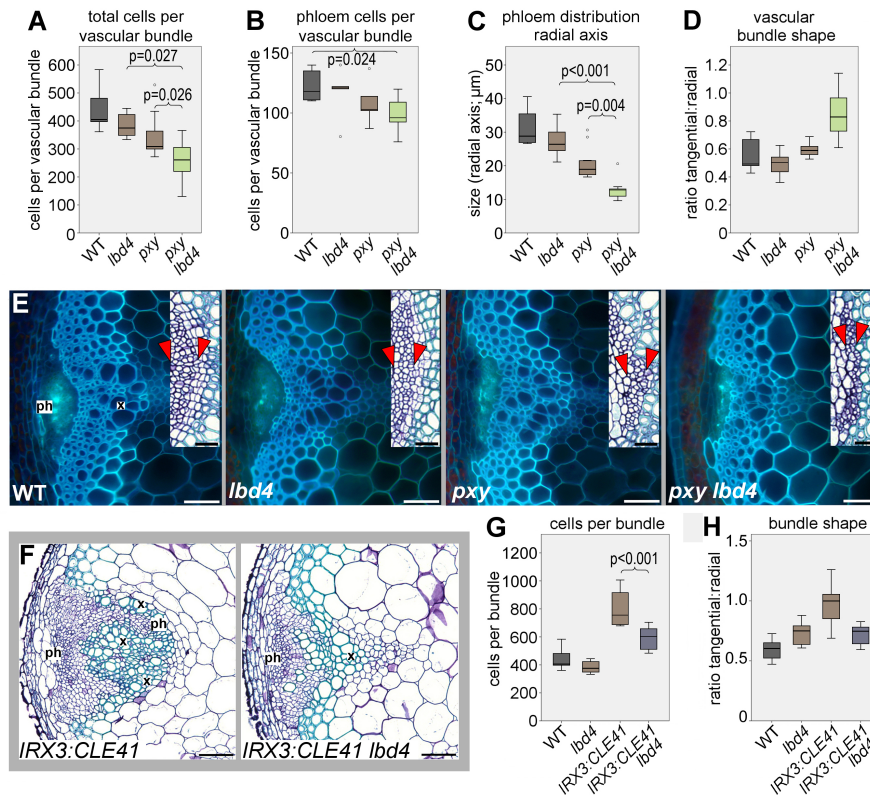 A
total cells per
vascular bundle
cells per vascular bundle
600
500
400
300
200
100
0
p=0.027
p=0.026
WT
lbd4
pxy
pxy
lbd4
B
phloem cells per
vascular bundle
cells per vascular bundle
150
100
50
0
p=0.024
WT
lbd4
pxy
pxy
lbd4
C
phloem distribution
radial axis
size (radial axis; µm)
50
40
30
20
10
0
p<0.001
p=0.004
WT
lbd4
pxy
pxy
lbd4
D
vascular
bundle shape
ratio tangential:radial
1.2
1.0
0.8
0.6
0.4
0.2
0
WT
lbd4
pxy
pxy
lbd4
E
ph
x
WT
lbd4
pxy
pxy lbd4
F
ph
x
x
ph
x
IRX3:CLE41
ph
x
IRX3:CLE41 lbd4
G
cells per bundle
cells per bundle
1200
1000
800
600
400
200
0
p<0.001
WT
lbd4
IRX3:CLE41
IRX3:CLE41
lbd4
H
bundle shape
ratio tangential:radial
1.5
1.0
0.5
0
WT
lbd4
IRX3:CLE41
IRX3:CLE41
lbd4